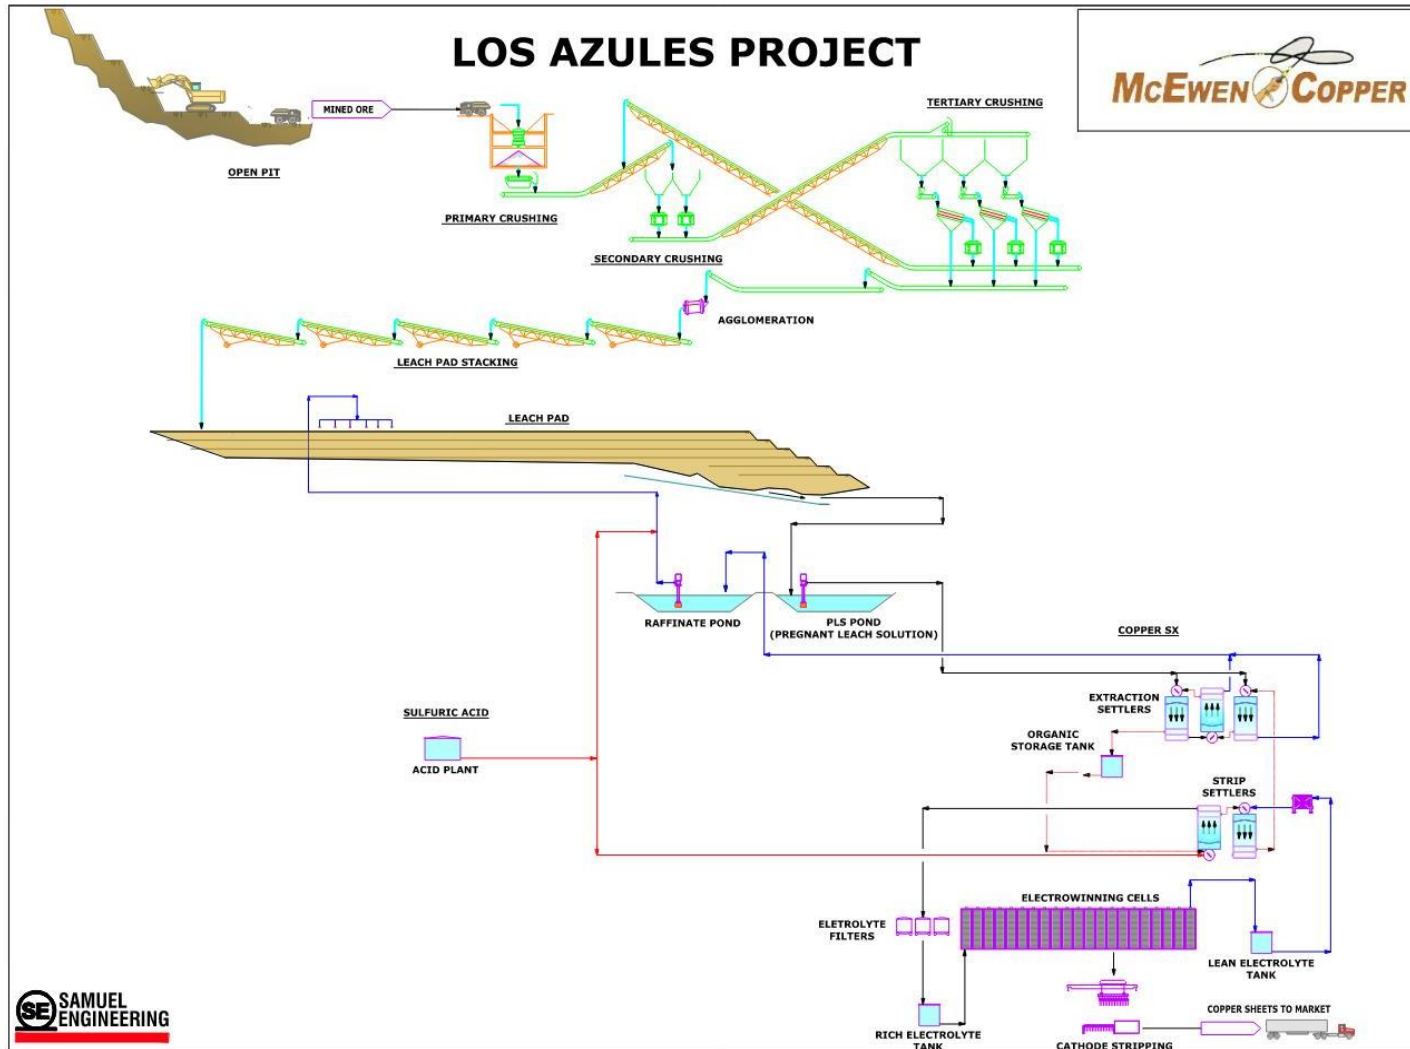 LOS AZULES PROJECT
McEWEN COPPER
MINED ORE
TERTIARY CRUSHING
OPEN PIT
PRIMARY CRUSHING
SECONDARY CRUSHING
AGGLOMERATION
LEACH PAD STACKING
LEACH PAD
RAFFINATE POND
PLS POND
(PREGNANT LEACH SOLUTION)
COPPER SX
EXTRACTION
SETTLERS
SULFURIC ACID
ORGANIC
STORAGE TANK
ACID PLANT
STRIP
SETTLERS
ELECTROWINNING CELLS
ELETROLYTE
FILTERS
LEAN ELECTROLYTE
TANK
COPPER SHEETS TO MARKET
RICH ELECTROLYTE
TANK
CATHODE STRIPPING
SE SAMUEL
ENGINEERING